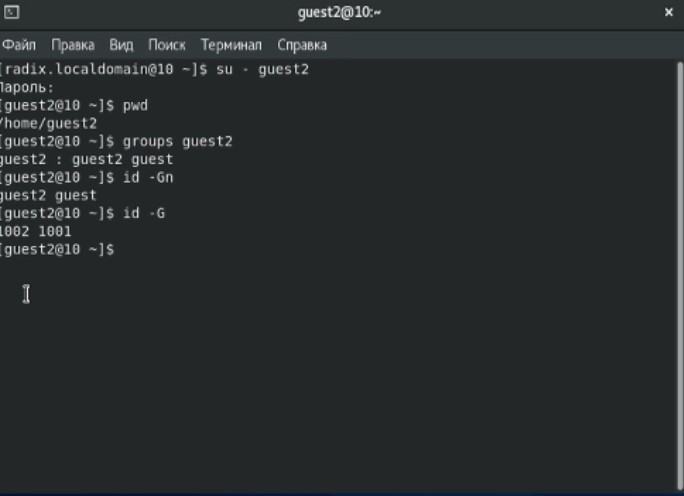 guest2@10:~
Файл Правка Вид Поиск Терминал Справка
[radix.localdomain@10 ~]$ su - guest2
Пароль:
[guest2@10 ~]$ pwd
/home/guest2
[guest2@10 ~]$ groups guest2
guest2 : guest2 guest
[guest2@10 ~]$ id -Gn
guest2 guest
[guest2@10 ~]$ id -G
1002 1001
[guest2@10 ~]$